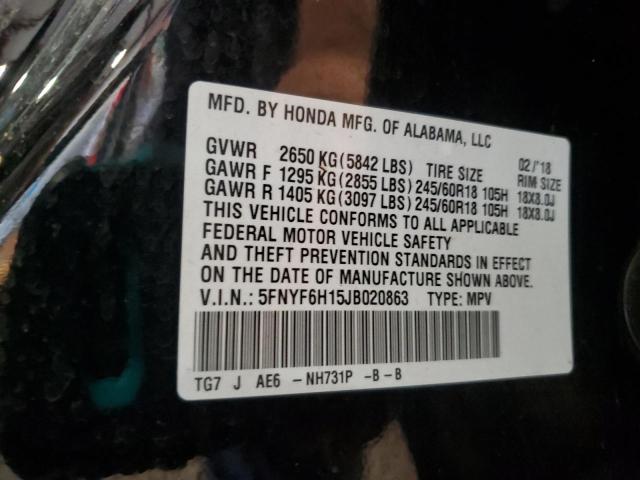 MFD. BY HONDA MFG. OF ALABAMA, LLC
02/'18
GVWR 2650 KG (5842 LBS) TIRE SIZE RIM SIZE
GAWR F 1295 KG (2855 LBS) 245/60R18 105H 18X8.0J
GAWR R 1405 KG (3097 LBS) 245/60R18 105H 18X8.0J
THIS VEHICLE CONFORMS TO ALL APPLICABLE
FEDERAL MOTOR VEHICLE SAFETY
AND THEFT PREVENTION STANDARDS IN EFFECT
ON THE DATE OF MANUFACTURE SHOWN ABOVE.
V.I.N.: 5FNYF6H15JB020863 TYPE: MPV
TG7 J AE6 - NH731P - B - B